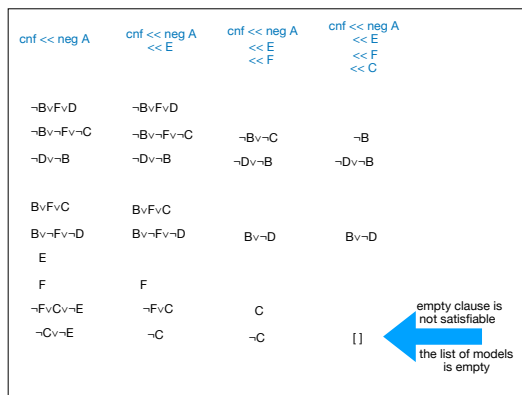 cnf << neg A
cnf << neg A
<< E
cnf << neg A
<< E
<< F
cnf << neg A
<< E
<< F
<< C
¬B∨F∨D ¬B∨F∨D
¬B∨¬F∨¬C ¬B∨¬F∨¬C ¬B∨¬C ¬B
¬D∨¬B ¬D∨¬B ¬D∨¬B ¬D∨¬B
B∨F∨C B∨F∨C
B∨¬F∨¬D B∨¬F∨¬D B∨¬D B∨¬D
E
F F
¬F∨C∨¬E ¬F∨C C
¬C∨¬E ¬C ¬C []
empty clause is
not satisfiable
the list of models
is empty